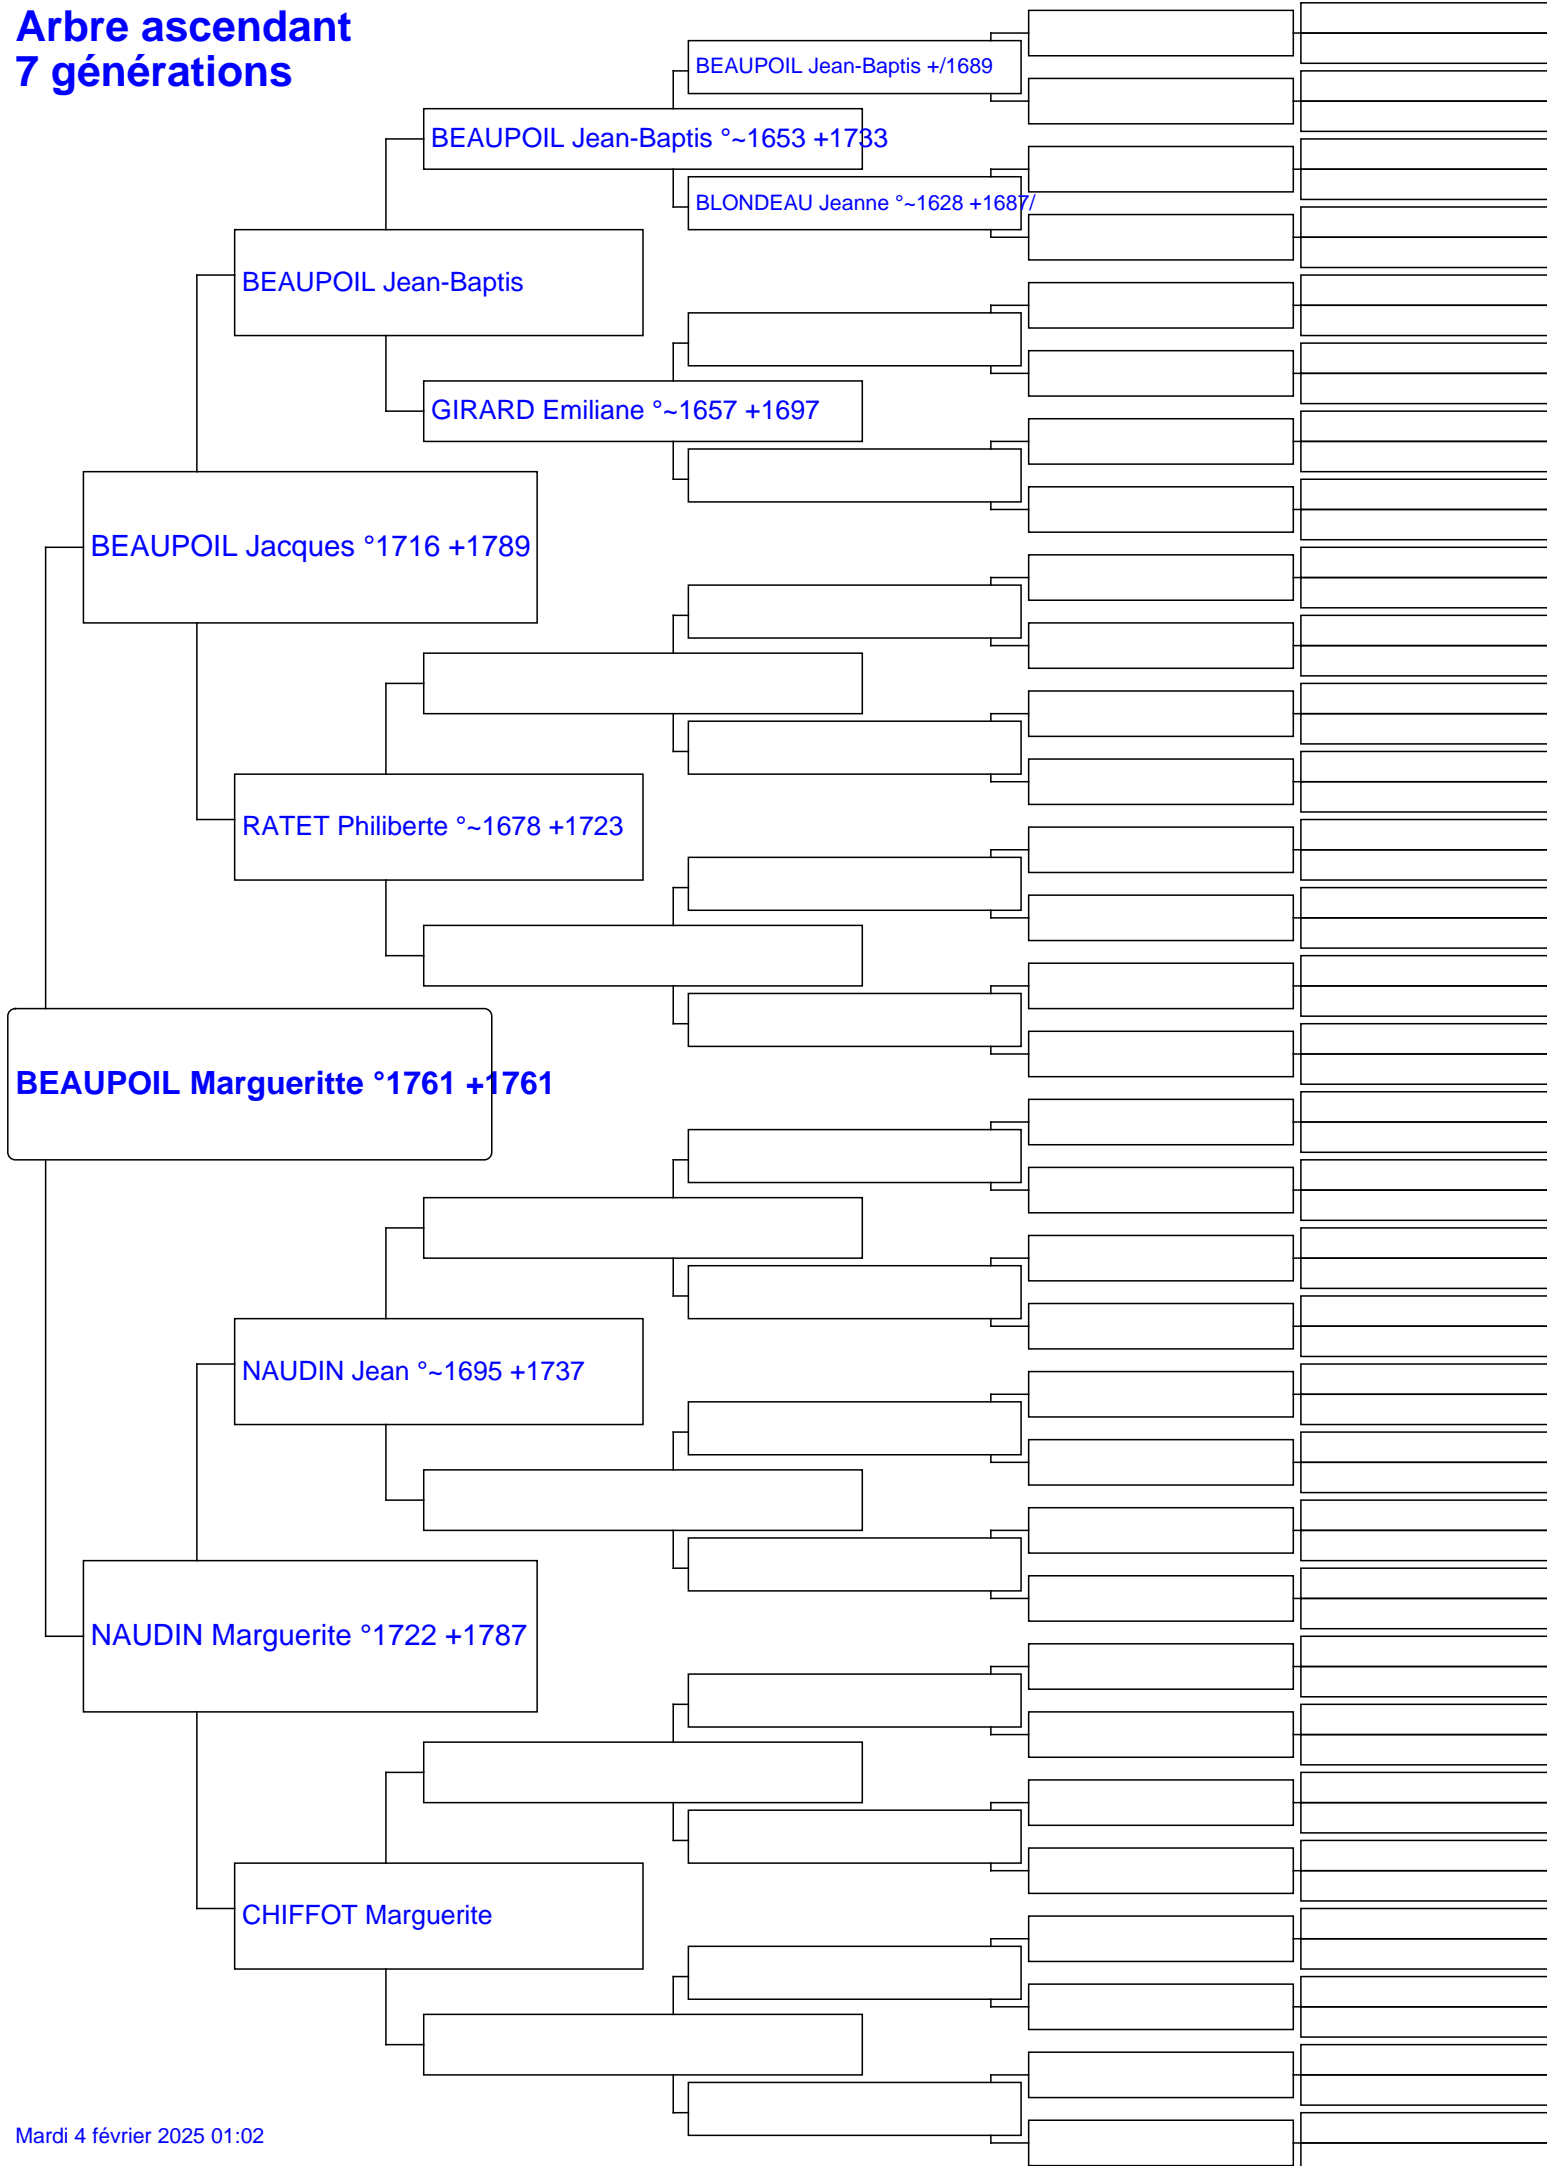 Arbre ascendant
7 générations
BEAUPOIL Jean-Baptis +/1689
BEAUPOIL Jean-Baptis °~1653 +1733
BLONDEAU Jeanne °~1628 +1687/
BEAUPOIL Jean-Baptis
GIRARD Emiliane °~1657 +1697
BEAUPOIL Jacques °1716 +1789
RATET Philiberte °~1678 +1723
BEAUPOIL Margueritte °1761 +1761
NAUDIN Jean °~1695 +1737
NAUDIN Marguerite °1722 +1787
CHIFFOT Marguerite
Mardi 4 février 2025 01:02